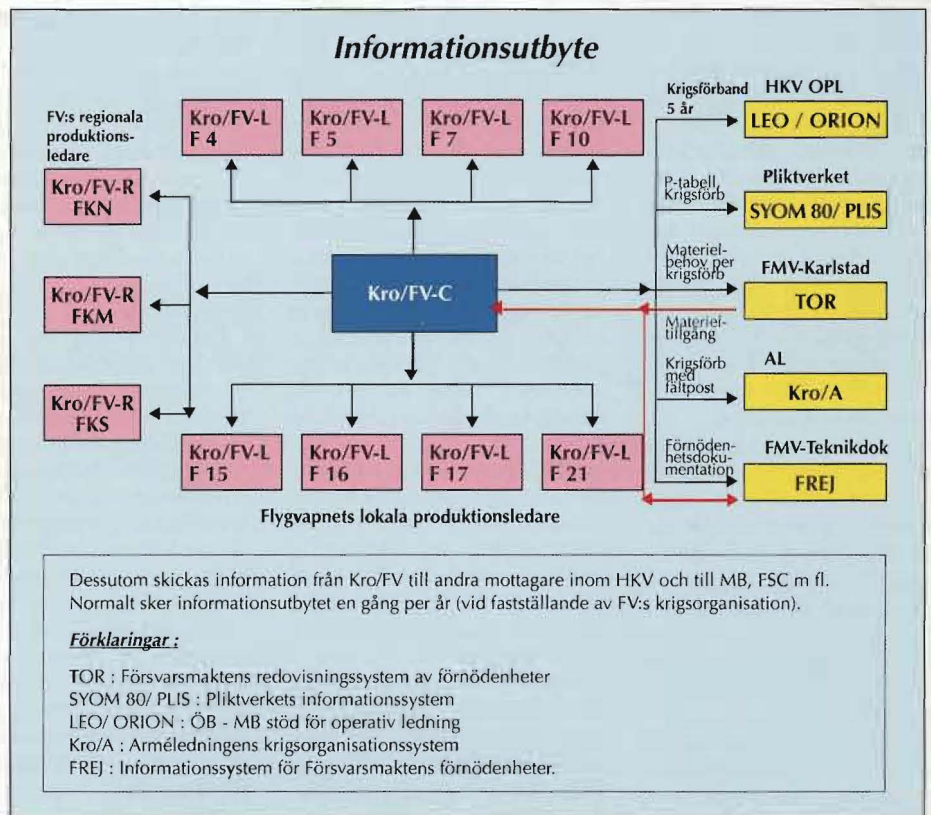 Informationsutbyte
FV:s regionala
produktions-
ledare
Kro/FV-R
FKN
Kro/FV-R
FKM
Kro/FV-R
FKS
Kro/FV-L
F 4
Kro/FV-L
F 5
Kro/FV-L
F 7
Kro/FV-L
F 10
Kro/FV-C
Kro/FV-L
F 15
Kro/FV-L
F 16
Kro/FV-L
F 17
Kro/FV-L
F 21
Flygvapnets lokala produktionsledare
Krigsförband
5 år
HKV OPL
LEO / ORION
P-tabell
Krigsförb
Pliktverket
SYOM 80/ PLIS
Materiel-
behov per
krigsförb
FMV-Karlstad
TOR
Materiel-
tillgång
Krigsförb
med
fältpost
AL
Kro/A
Förnöden-
hetsdoku-
mentation
FMV-Teknikdok
FREJ
Dessutom skickas information från Kro/FV till andra mottagare inom HKV och till MB, FSC m fl.
Normalt sker informationsutbytet en gång per år (vid fastställande av FV:s krigsorganisation).
Förklaringar :
TOR : Försvarsmaktens redovisningssystem av förnödenheter
SYOM 80/ PLIS : Pliktverkets informationssystem
LEO/ ORION : ÖB - MB stöd för operativ ledning
Kro/A : Arméledningens krigsorganisationssystem
FREJ : Informationssystem för Försvarsmaktens förnödenheter.